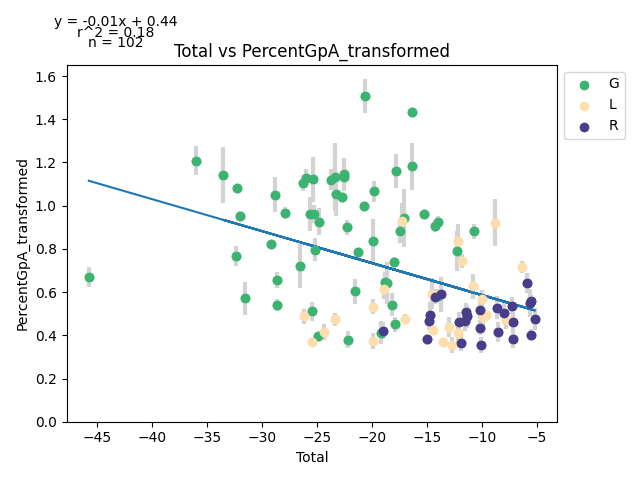 y = -0.01x + 0.44
r^2 = 0.18
n = 102
Total vs PercentGpA_transformed
1.6
1.4
1.2
1.0
0.8
0.6
0.4
0.2
0.0
PercentGpA_transformed
G
L
R
−45 −40 −35 −30 −25 −20 −15 −10 −5
Total